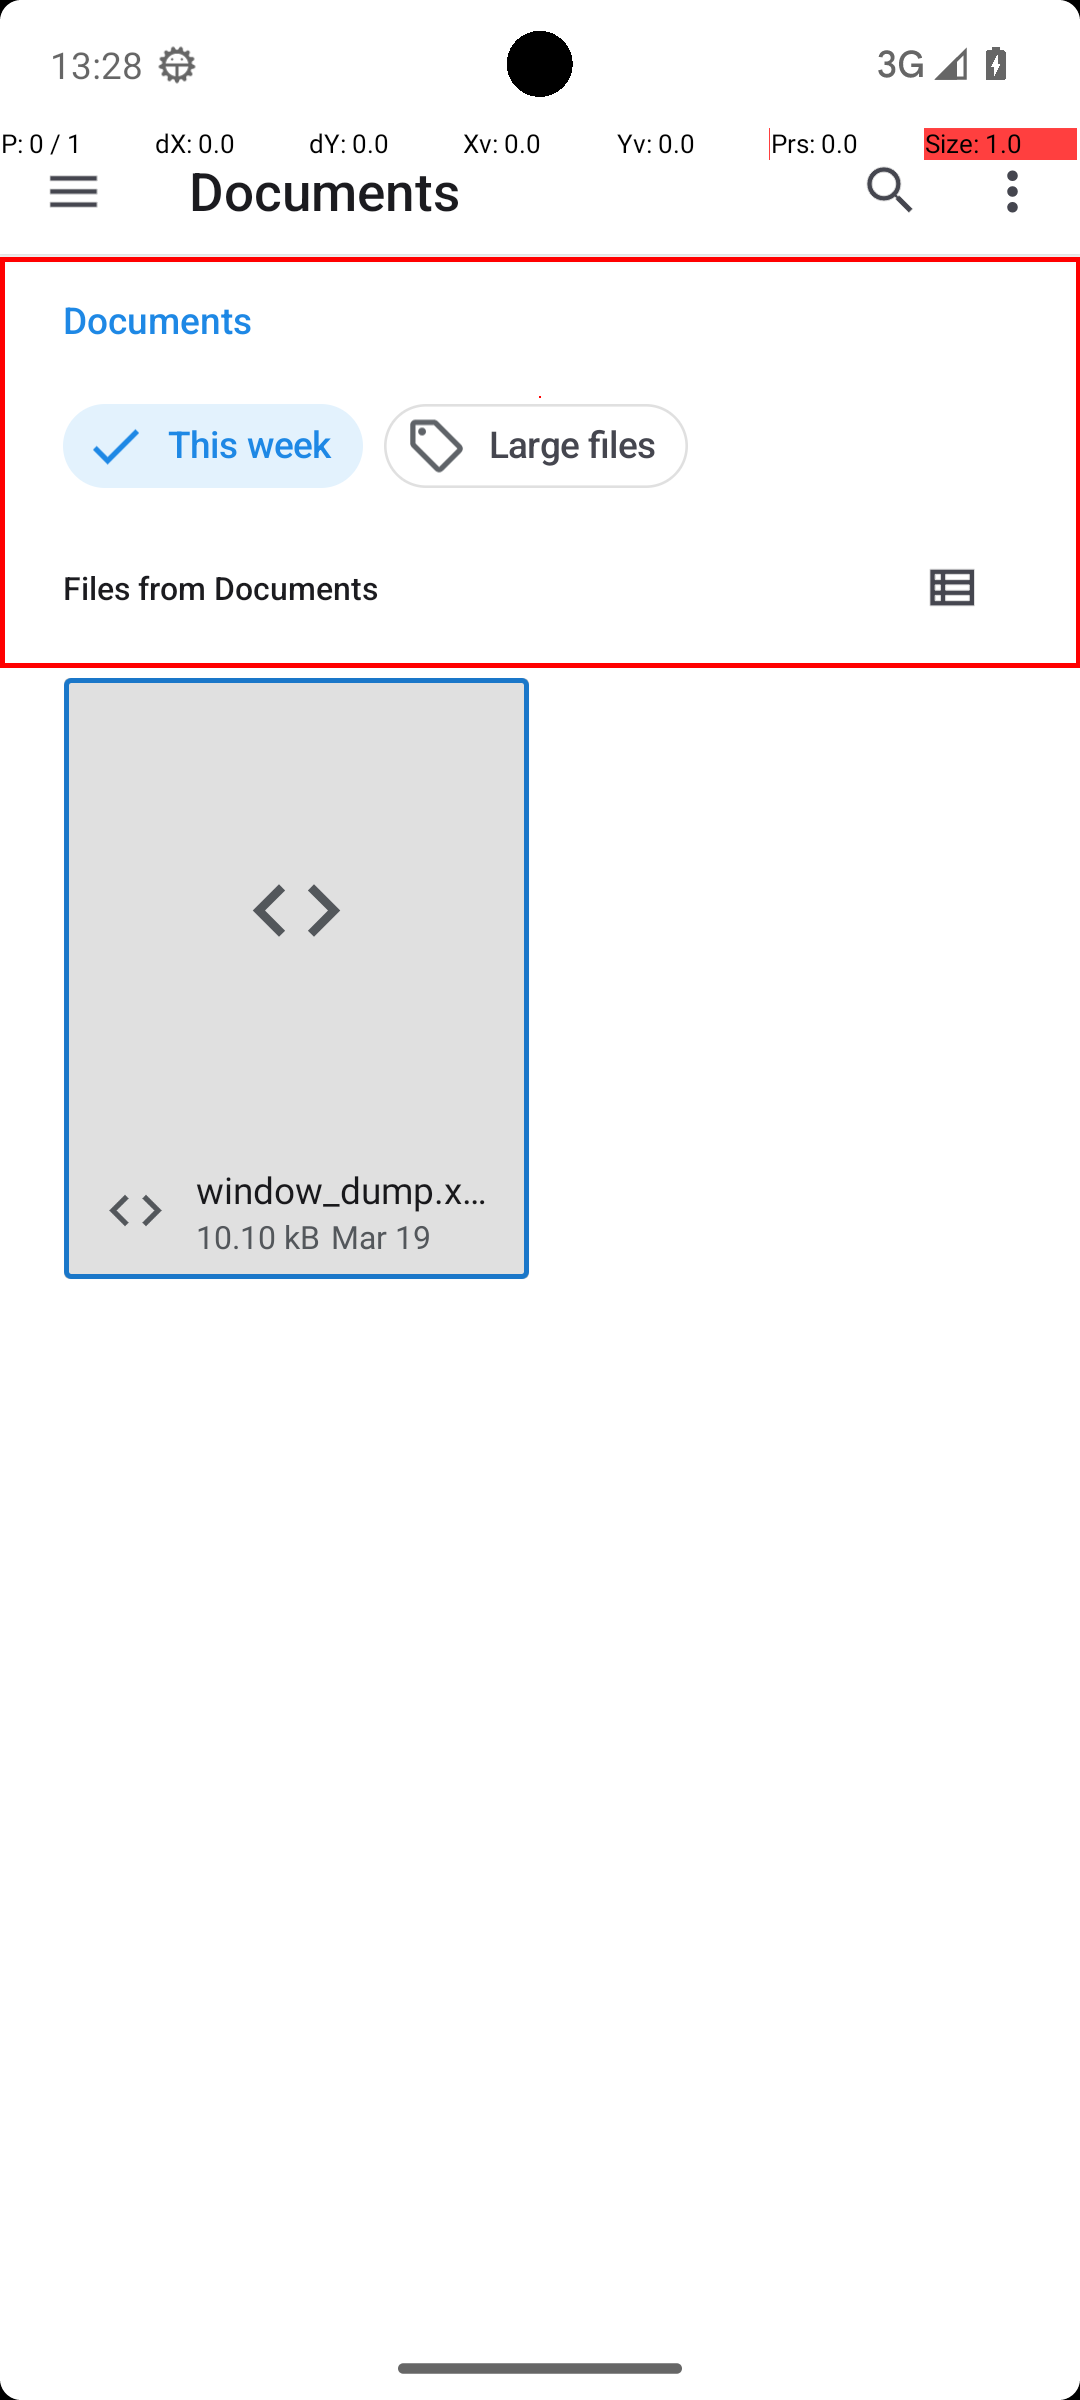 13:28
3G
P: 0 / 1 dX: 0.0 dY: 0.0 Xv: 0.0 Yv: 0.0 Prs: 0.0 Size: 1.0
Documents
Documents
This week Large files
Files from Documents
window_dump.x...
10.10 kB Mar 19